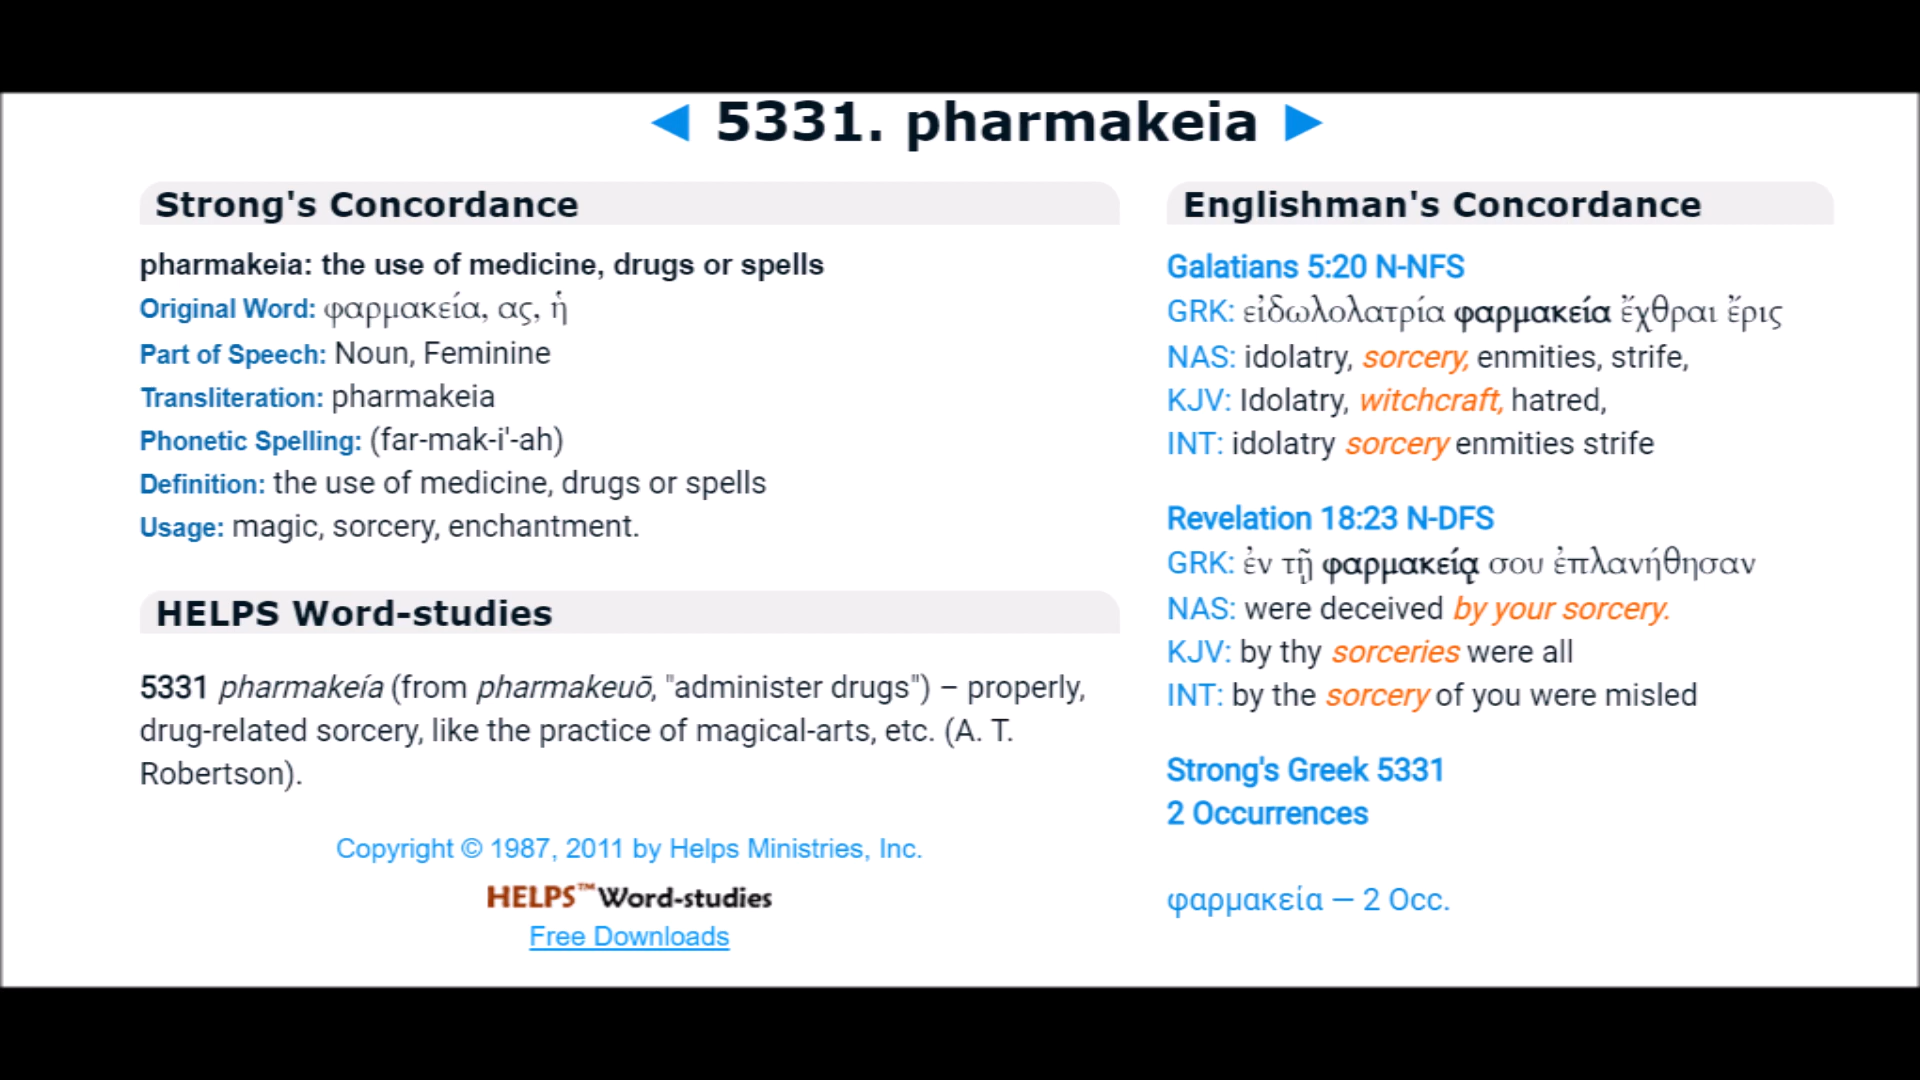 ◀ 5331. pharmakeia ▶
Strong's Concordance
pharmakeia: the use of medicine, drugs or spells
Original Word: φαρμακεία, ας, ἡ
Part of Speech: Noun, Feminine
Transliteration: pharmakeia
Phonetic Spelling: (far-mak-i'-ah)
Definition: the use of medicine, drugs or spells
Usage: magic, sorcery, enchantment.
HELPS Word-studies
5331 pharmakeía (from pharmakeuō, "administer drugs") – properly,
drug-related sorcery, like the practice of magical-arts, etc. (A. T.
Robertson).
Copyright © 1987, 2011 by Helps Ministries, Inc.
HELPS™ Word-studies
Free Downloads
Englishman's Concordance
Galatians 5:20 N-NFS
GRK: εἰδωλολατρία φαρμακεία ἔχθραι ἔρις
NAS: idolatry, sorcery, enmities, strife,
KJV: Idolatry, witchcraft, hatred,
INT: idolatry sorcery enmities strife
Revelation 18:23 N-DFS
GRK: ἐν τῇ φαρμακείᾳ σου ἐπλανήθησαν
NAS: were deceived by your sorcery.
KJV: by thy sorceries were all
INT: by the sorcery of you were misled
Strong's Greek 5331
2 Occurrences
φαρμακεία — 2 Occ.